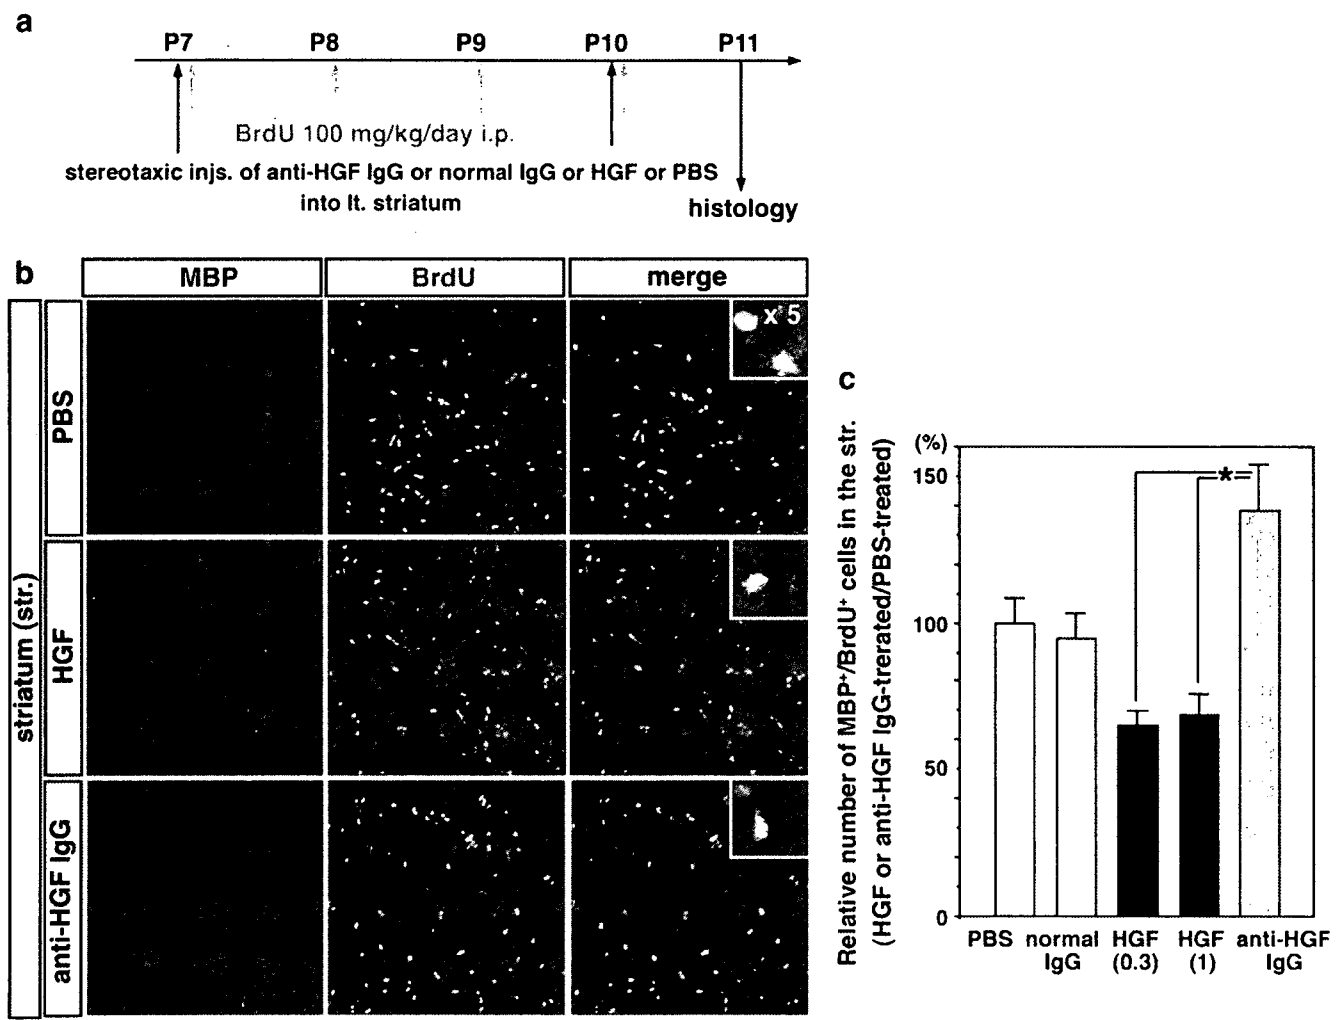 a
P7 P8 P9 P10 P11
BrdU 100 mg/kg/day i.p.
stereotaxic injs. of anti-HGF IgG or normal IgG or HGF or PBS
into lt. striatum
histology
b
MBP BrdU merge
striatum (str.)
PBS
x 5
HGF
anti-HGF IgG
c
Relative number of MBP⁺/BrdU⁺ cells in the str.
(HGF or anti-HGF IgG-trerated/PBS-treated)
(%)
150
*
100
50
0
PBS normal HGF HGF anti-HGF
IgG (0.3) (1) IgG